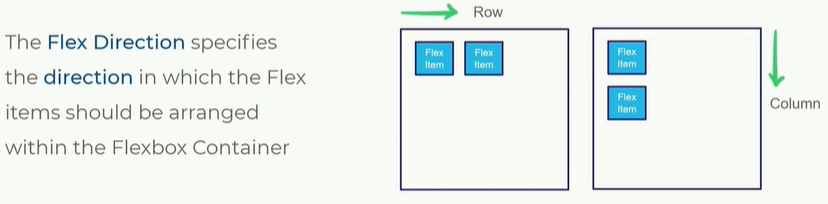 The Flex Direction specifies
the direction in which the Flex
items should be arranged
within the Flexbox Container
Row
Flex
Item
Flex
Item
Flex
Item
Flex
Item
Column